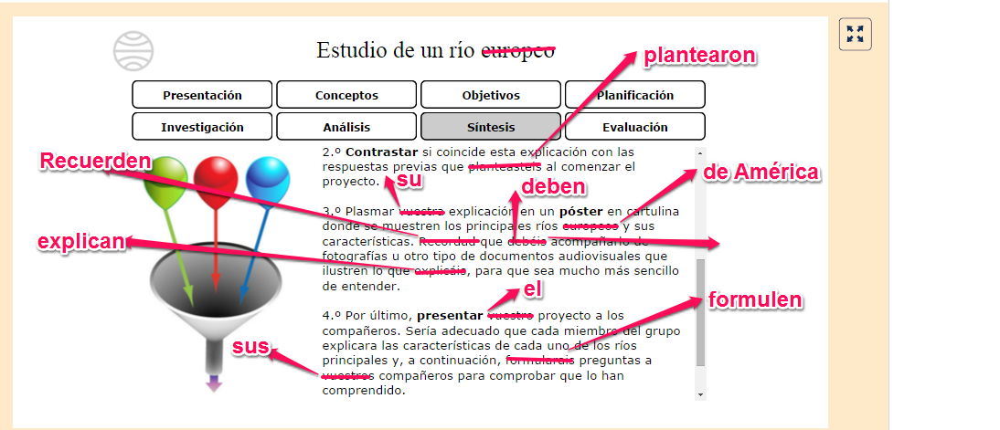 Estudio de un río europeo
plantearon
Presentación Conceptos Objetivos Planificación
Investigación Análisis Síntesis Evaluación
2.º Contrastar si coincide esta explicación con las
respuestas previas que planteasteis al comenzar el
proyecto.
Recuerden
su
deben
de América
3.º Plasmar vuestra explicación en un póster en cartulina
donde se muestren los principales ríos europeos y sus
características. Recordad que debéis acompañarlo de
fotografías u otro tipo de documentos audiovisuales que
ilustren lo que explicáis, para que sea mucho más sencillo
de entender.
explican
el
formulen
4.º Por último, presentar vuestro proyecto a los
compañeros. Sería adecuado que cada miembro del grupo
explicara las características de cada uno de los ríos
principales y, a continuación, formularais preguntas a
vuestros compañeros para comprobar que lo han
comprendido.
sus